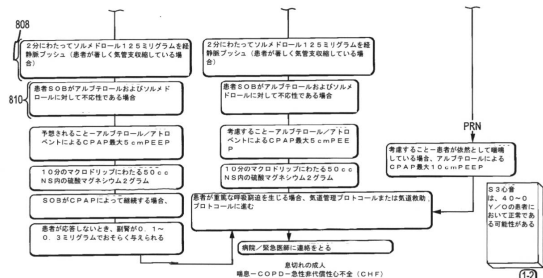 808
2分にわたってソルメドロール125ミリグラムを経
静脈プッシュ（患者が著しく気管支収縮している場
合）
810
患者SOBがアルブテロールおよびソルメド
ロールに対して不応性である場合
予想されること－アルブテロール／アトロ
ベントによるCPAP最大5cmPEEP
10分のマクロドリップにわたる50cc
NS内の硫酸マグネシウム2グラム
SOBがCPAPによって継続する場合、
患者が応答しないとき、副腎が0．1～
0．3ミリグラムでおそらく与えられる
2分にわたってソルメドロール125ミリグラムを経
静脈プッシュ（患者が著しく気管支収縮している場
合）
患者SOBがアルブテロールおよびソルメ
ドロールに対して不応性である場合
考慮すること－アルブテロール／アトロ
ベントによるCPAP最大5cmPEE
P
10分のマクロドリップにわたる50cc
NS内の硫酸マグネシウム2グラム
患者が重篤な呼吸窮迫を生じる場合、気道管理プロトコールまたは気道救助
プロトコールに進む
病院／緊急医師に連絡をとる
PRN
考慮すること－患者が依然として喘鳴
している場合、アルブテロールによる
CPAP最大10cmPEEP
S3心音
は、40～0
Y／Oの患者に
おいて正常であ
る可能性がある
1-2
息切れの成人
喘息－COPD－急性非代償性心不全（CHF）